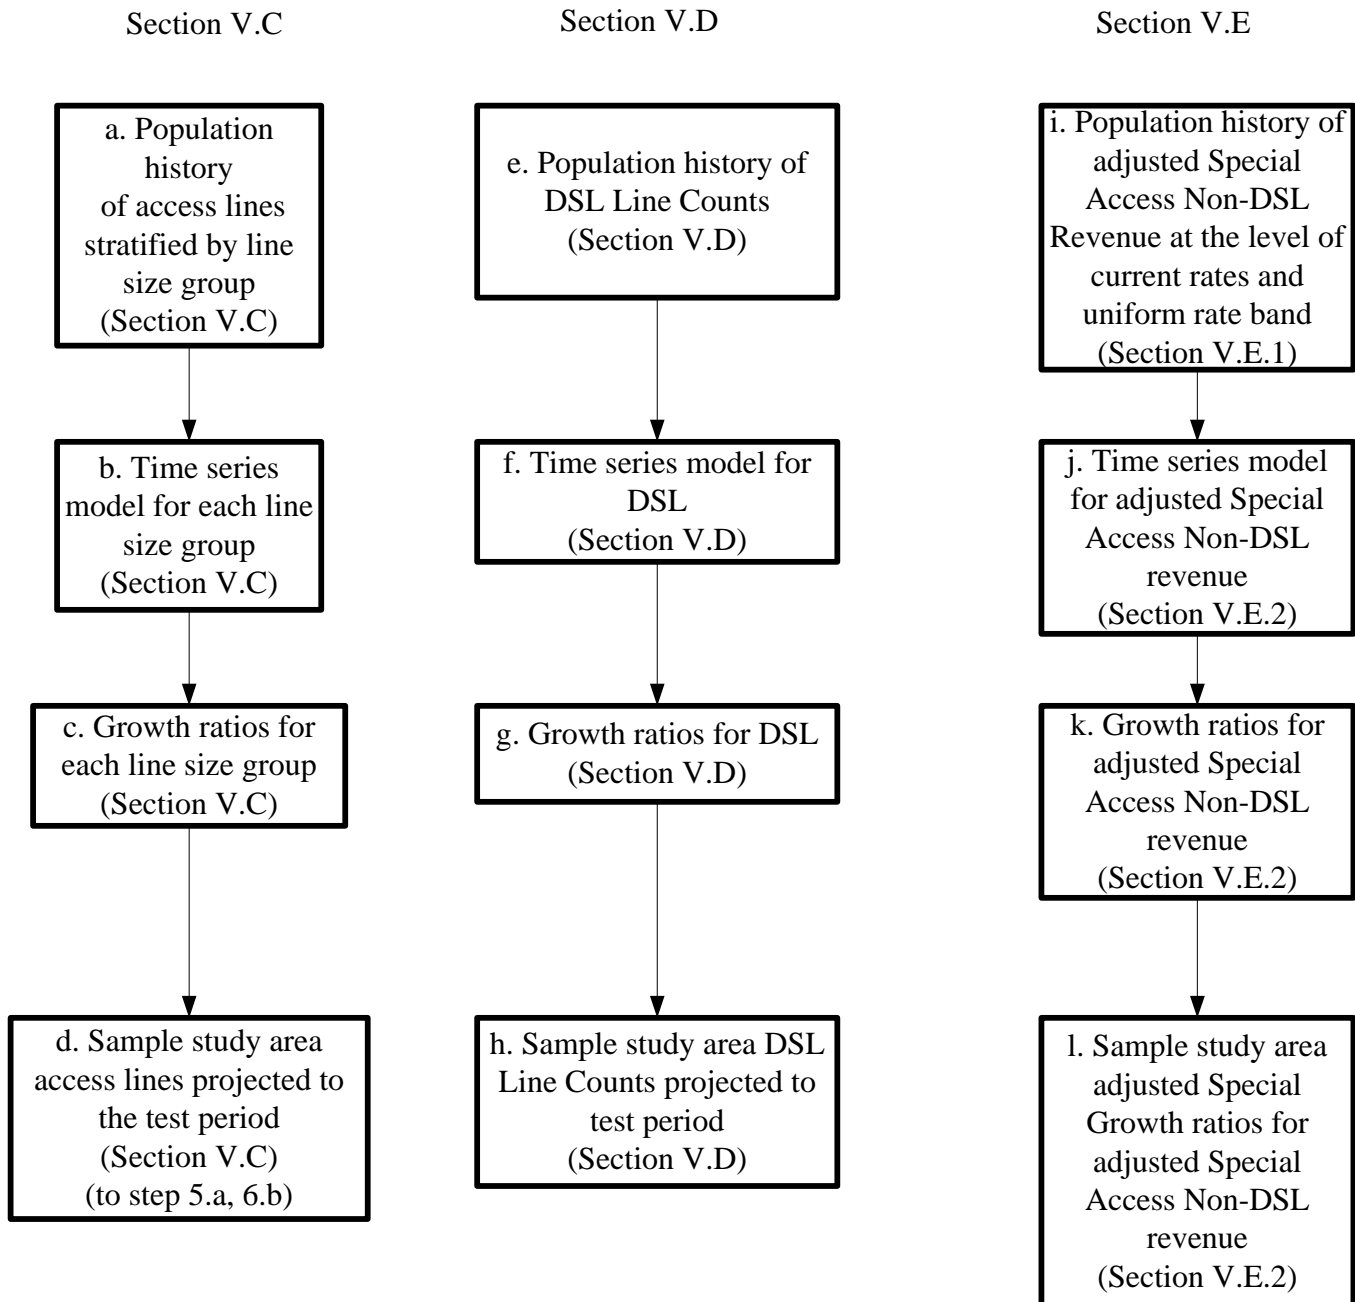 Section V.C
a. Population
history
of access lines
stratified by line
size group
(Section V.C)
b. Time series
model for each line
size group
(Section V.C)
c. Growth ratios for
each line size group
(Section V.C)
d. Sample study area
access lines projected to
the test period
(Section V.C)
(to step 5.a, 6.b)
Section V.D
e. Population history of
DSL Line Counts
(Section V.D)
f. Time series model for
DSL
(Section V.D)
g. Growth ratios for DSL
(Section V.D)
h. Sample study area DSL
Line Counts projected to
test period
(Section V.D)
Section V.E
i. Population history of
adjusted Special
Access Non-DSL
Revenue at the level of
current rates and
uniform rate band
(Section V.E.1)
j. Time series model
for adjusted Special
Access Non-DSL
revenue
(Section V.E.2)
k. Growth ratios for
adjusted Special
Access Non-DSL
revenue
(Section V.E.2)
l. Sample study area
adjusted Special
Growth ratios for
adjusted Special
Access Non-DSL
revenue
(Section V.E.2)